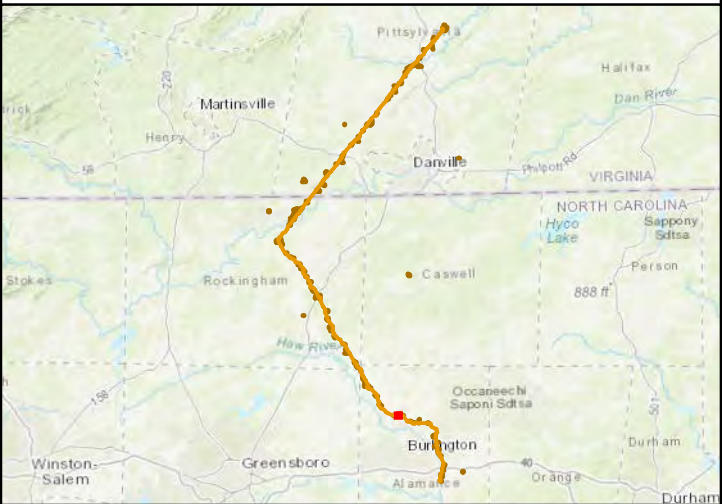 Pittsylvania
Halifax
220
Martinsville
Dan River
Henry
58
Danville
Philpott Rd
VIRGINIA
NORTH CAROLINA
Hyco
Lake
Sappony
Sdtsa
Stokes
Rockingham
Caswell
Person
888 ft
Haw River
158
Occaneechi
Saponi Sdtsa
501
Burlington
Durham
Winston-
Salem
Greensboro
40
Alamance
Orange
Durham